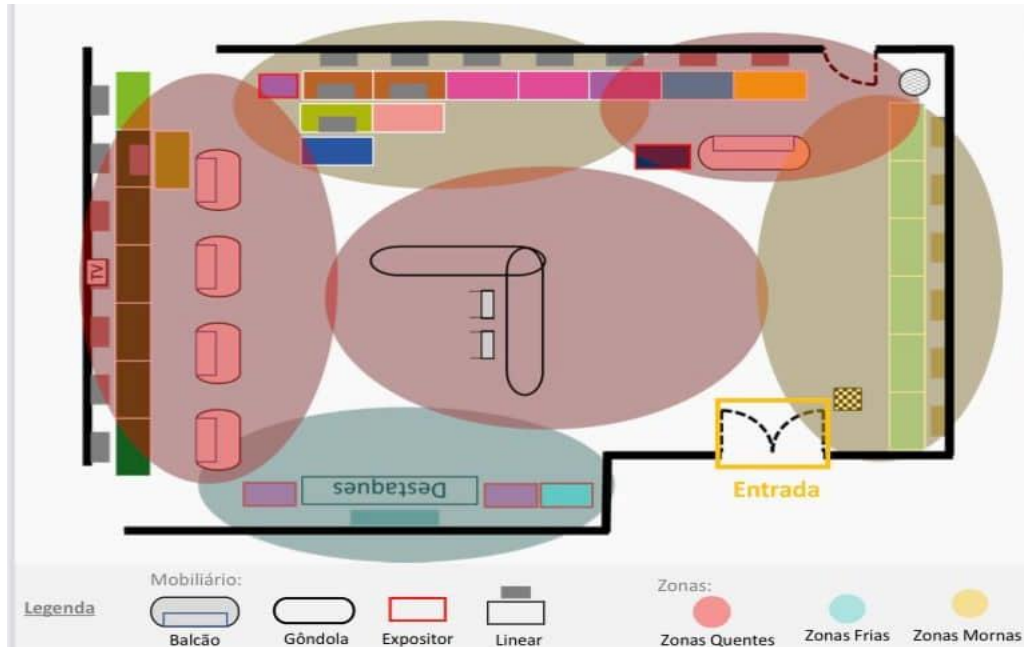 TV
Destaques
Entrada
Legenda
Mobiliário:
Balcão
Gôndola
Expositor
Linear
Zonas:
Zonas Quentes
Zonas Frias
Zonas Mornas